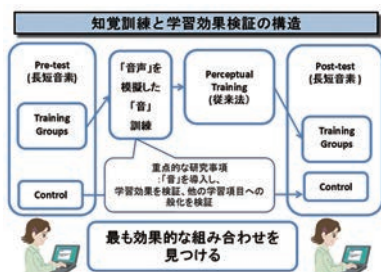 知覚訓練と学習効果検証の構造
Pre-test
(長短音素)
Training
Groups
Control
「音声」を
模擬した
「音」
訓練
Perceptual
Training
(従来法)
Post-test
(長短音素)
Training
Groups
Control
重点的な研究事項
:「音」を導入し、
学習効果を検証、他の学習項目への
般化を検証
最も効果的な組み合わせを
見つける